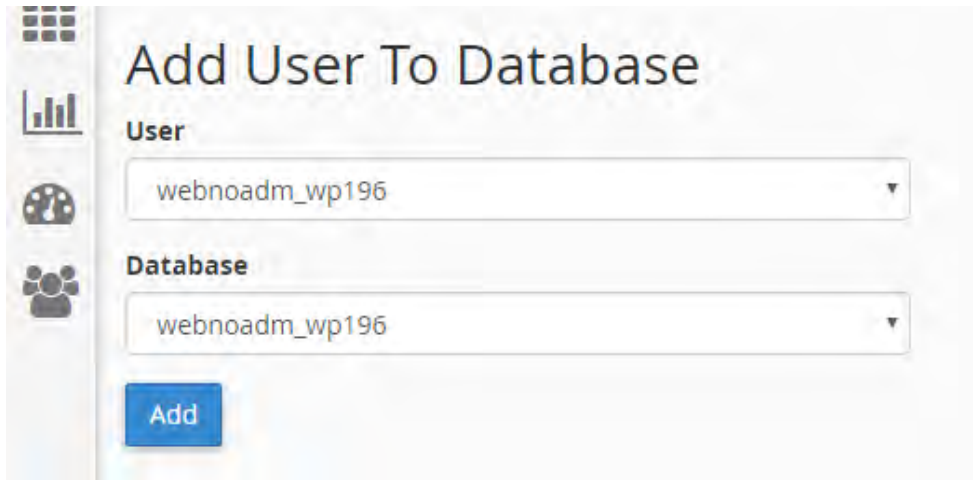 Add User To Database
User
webnoadm_wp196
Database
webnoadm_wp196
Add